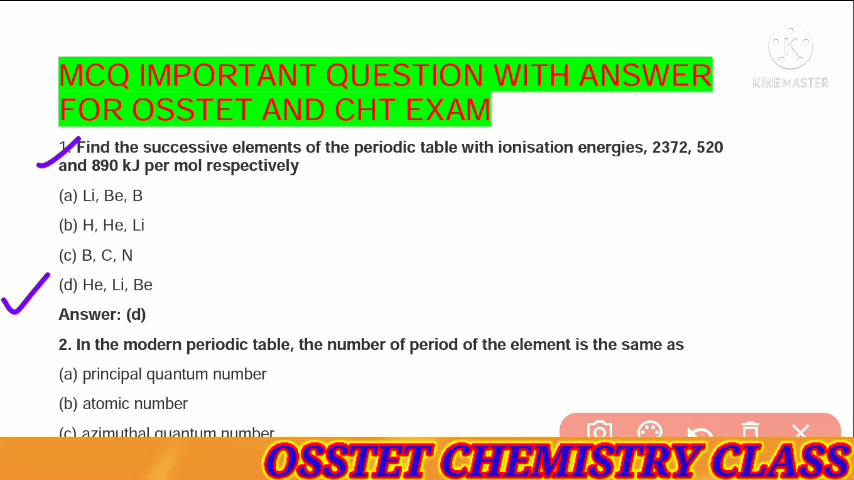 K
KINEMASTER
MCQ IMPORTANT QUESTION WITH ANSWER
FOR OSSTET AND CHT EXAM
1. Find the successive elements of the periodic table with ionisation energies, 2372, 520
and 890 kJ per mol respectively
(a) Li, Be, B
(b) H, He, Li
(c) B, C, N
(d) He, Li, Be
Answer: (d)
2. In the modern periodic table, the number of period of the element is the same as
(a) principal quantum number
(b) atomic number
(c) azimuthal quantum number
OSSTET CHEMISTRY CLASS